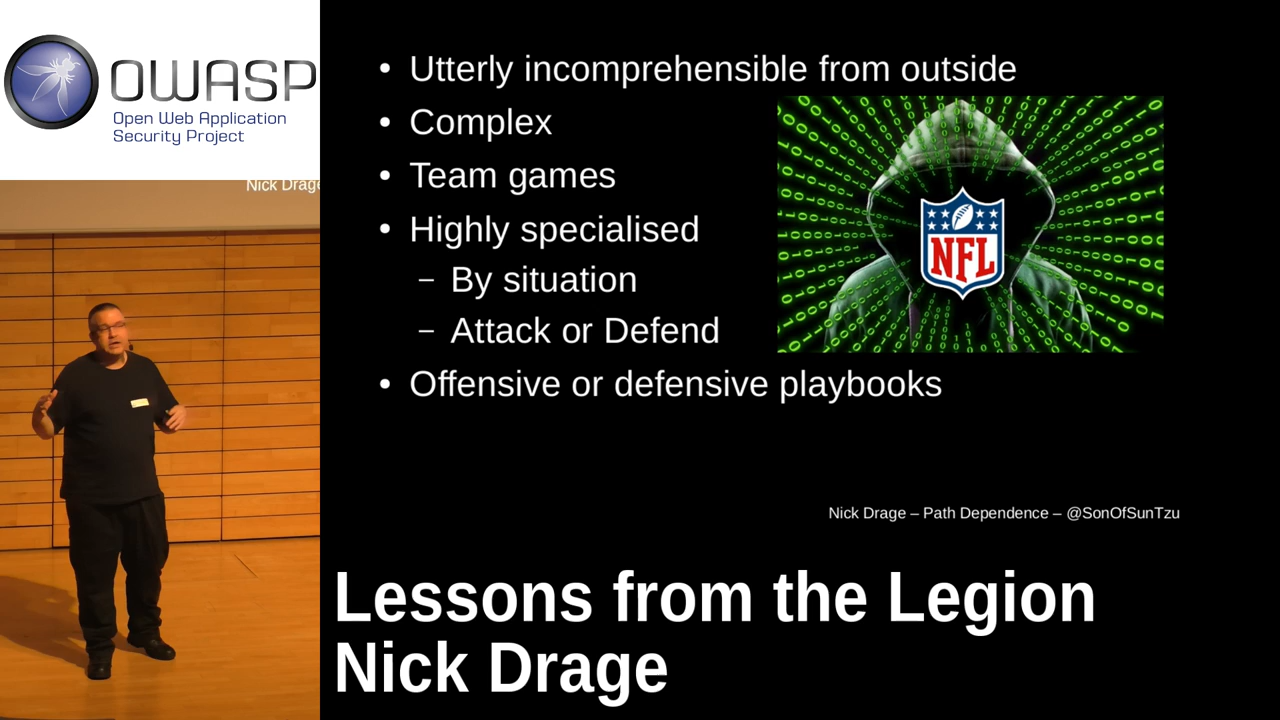 OWASP
Open Web Application
Security Project
Nick Drage
• Utterly incomprehensible from outside
• Complex
• Team games
• Highly specialised
– By situation
– Attack or Defend
• Offensive or defensive playbooks
NFL
Nick Drage – Path Dependence – @SonOfSunTzu
Lessons from the Legion
Nick Drage